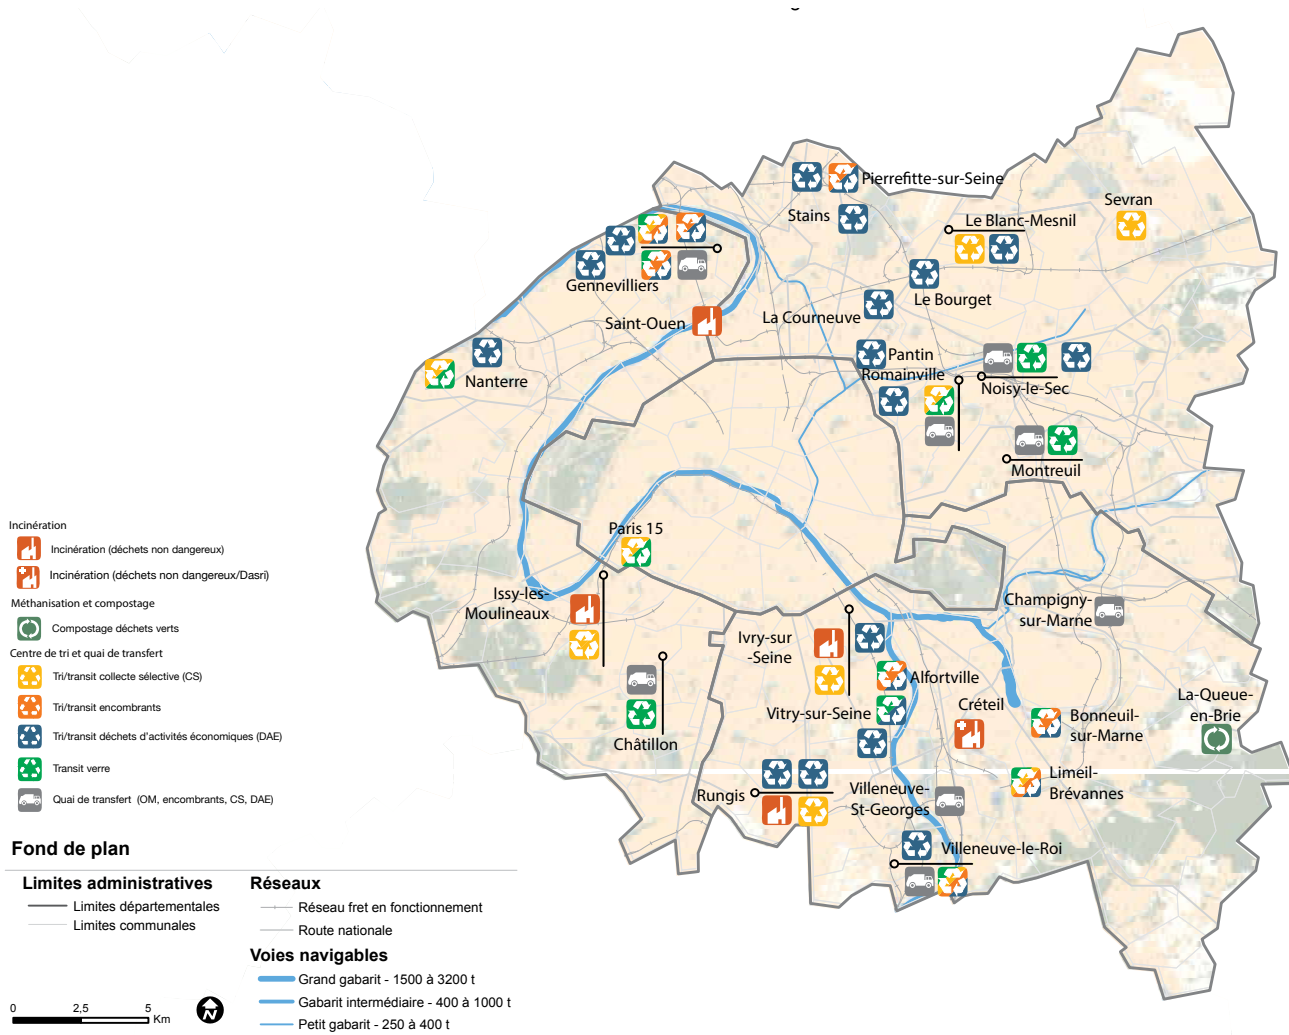 Pierrefitte-sur-Seine
Stains
Sevran
Le Blanc-Mesnil
Gennevilliers
Le Bourget
La Courneuve
Saint-Ouen
Pantin
Romainville
Nanterre
Noisy-le-Sec
Montreuil
Paris 15
Issy-les-
Moulineaux
Champigny-
sur-Marne
Ivry-sur
-Seine
Alfortville
Vitry-sur-Seine
Créteil
Bonneuil-
sur-Marne
La-Queue-
en-Brie
Châtillon
Limeil-
Brévannes
Rungis
Villeneuve-
St-Georges
Villeneuve-le-Roi
Incinération
Incinération (déchets non dangereux)
Incinération (déchets non dangereux/Dasri)
Méthanisation et compostage
Compostage déchets verts
Centre de tri et quai de transfert
Tri/transit collecte sélective (CS)
Tri/transit encombrants
Tri/transit déchets d'activités économiques (DAE)
Transit verre
Quai de transfert (OM, encombrants, CS, DAE)
Fond de plan
Limites administratives
Limites départementales
Limites communales
Réseaux
Réseau fret en fonctionnement
Route nationale
Voies navigables
Grand gabarit - 1500 à 3200 t
Gabarit intermédiaire - 400 à 1000 t
Petit gabarit - 250 à 400 t
0 2,5 5
Km
N